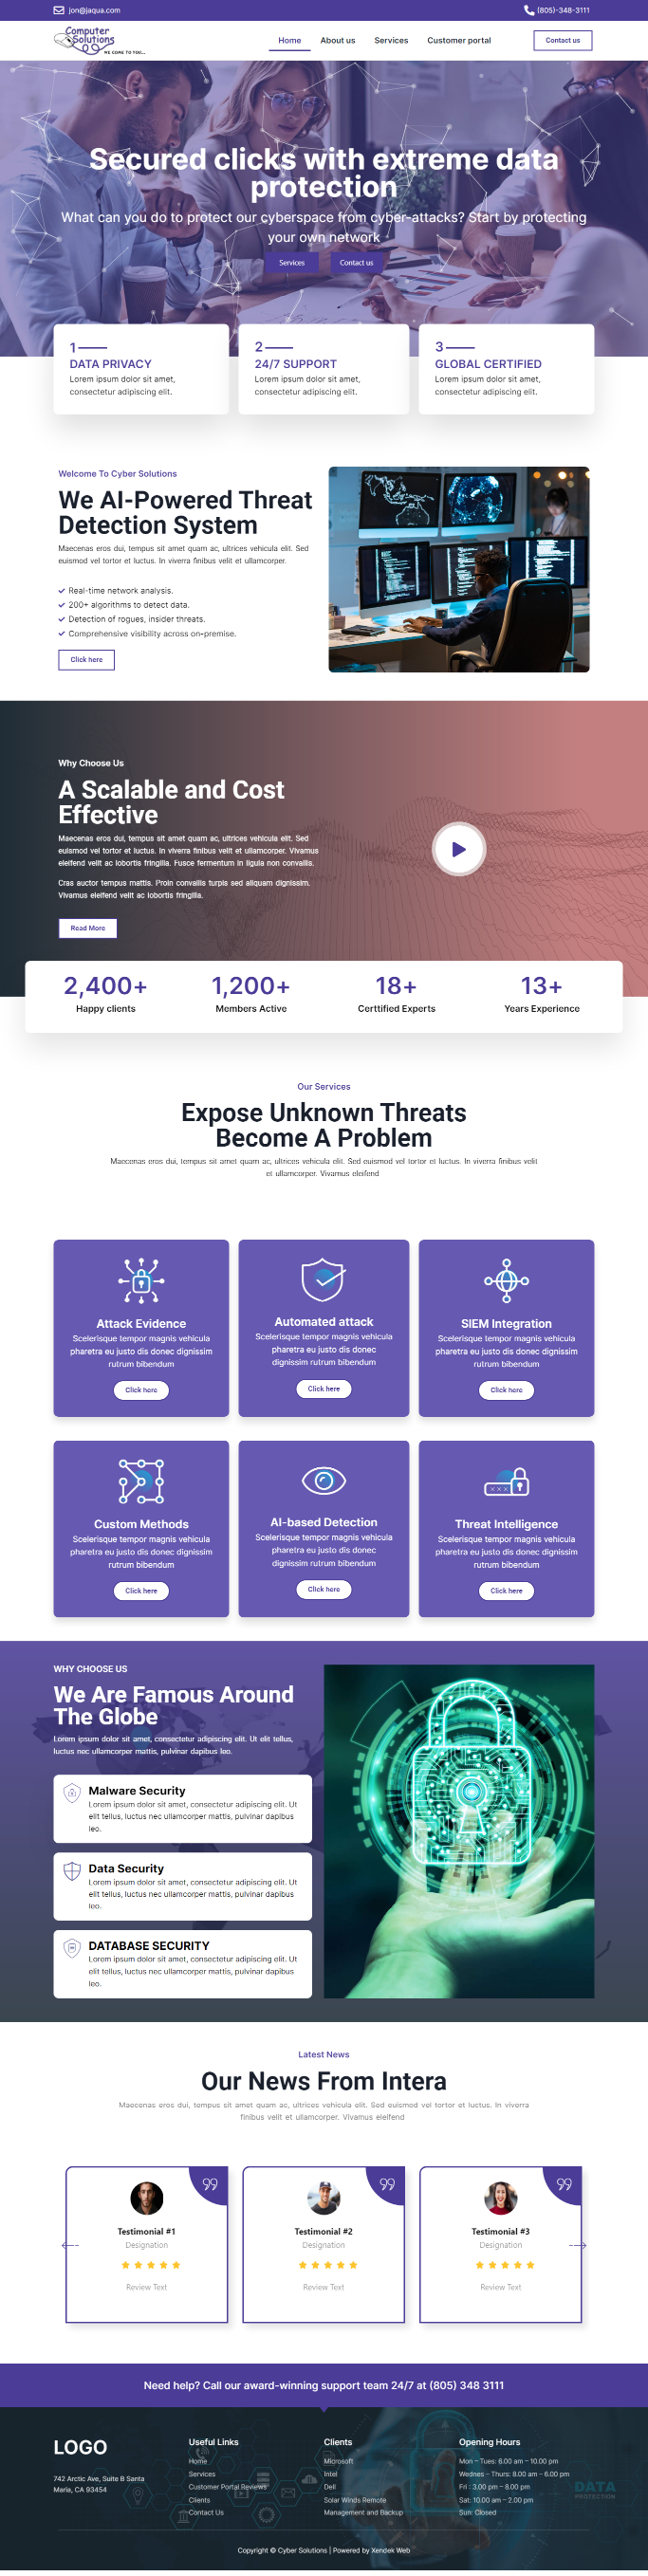 jon@jaqua.com
(805)-348-3111
Computer
Solutions
WE COME TO YOU...
Home
About us
Services
Customer portal
Contact us
Secured clicks with extreme data
protection
What can you do to protect our cyberspace from cyber-attacks? Start by protecting
your own network
Services
Contact us
1
DATA PRIVACY
Lorem ipsum dolor sit amet,
consectetur adipiscing elit.
2
24/7 SUPPORT
Lorem ipsum dolor sit amet,
consectetur adipiscing elit.
3
GLOBAL CERTIFIED
Lorem ipsum dolor sit amet,
consectetur adipiscing elit.
Welcome To Cyber Solutions
We AI-Powered Threat
Detection System
Maecenas eros dui, tempus sit amet quam ac, ultrices vehicula elit. Sed
euismod vel tortor et luctus. In viverra finibus velit et ullamcorper.
Real-time network analysis.
200+ algorithms to detect data.
Detection of rogues, insider threats.
Comprehensive visibility across on-premise.
Click here
Why Choose Us
A Scalable and Cost
Effective
Maecenas eros dui, tempus sit amet quam ac, ultrices vehicula elit. Sed
euismod vel tortor et luctus. In viverra finibus velit et ullamcorper. Vivamus
eleifend velit ac lobortis fringilla. Fusce fermentum in ligula non convallis.
Cras auctor tempus mattis. Proin convallis turpis sed aliquam dignissim.
Vivamus eleifend velit ac lobortis fringilla.
Read More
2,400+
Happy clients
1,200+
Members Active
18+
Certtified Experts
13+
Years Experience
Our Services
Expose Unknown Threats
Become A Problem
Maecenas eros dui, tempus sit amet quam ac, ultrices vehicula elit. Sed euismod vel tortor et luctus. In viverra finibus velit
et ullamcorper. Vivamus eleifend
Attack Evidence
Scelerisque tempor magnis vehicula
pharetra eu justo dis donec dignissim
rutrum bibendum
Click here
Automated attack
Scelerisque tempor magnis vehicula
pharetra eu justo dis donec
dignissim rutrum bibendum
Click here
SIEM Integration
Scelerisque tempor magnis vehicula
pharetra eu justo dis donec dignissim
rutrum bibendum
Click here
Custom Methods
Scelerisque tempor magnis vehicula
pharetra eu justo dis donec dignissim
rutrum bibendum
Click here
AI-based Detection
Scelerisque tempor magnis vehicula
pharetra eu justo dis donec
dignissim rutrum bibendum
Click here
Threat Intelligence
Scelerisque tempor magnis vehicula
pharetra eu justo dis donec dignissim
rutrum bibendum
Click here
WHY CHOOSE US
We Are Famous Around
The Globe
Lorem ipsum dolor sit amet, consectetur adipiscing elit. Ut elit tellus,
luctus nec ullamcorper mattis, pulvinar dapibus leo.
Malware Security
Lorem ipsum dolor sit amet, consectetur adipiscing elit. Ut
elit tellus, luctus nec ullamcorper mattis, pulvinar dapibus
leo.
Data Security
Lorem ipsum dolor sit amet, consectetur adipiscing elit. Ut
elit tellus, luctus nec ullamcorper mattis, pulvinar dapibus
leo.
DATABASE SECURITY
Lorem ipsum dolor sit amet, consectetur adipiscing elit. Ut
elit tellus, luctus nec ullamcorper mattis, pulvinar dapibus
leo.
Latest News
Our News From Intera
Maecenas eros dui, tempus sit amet quam ac, ultrices vehicula elit. Sed euismod vel tortor et luctus. In viverra
finibus velit et ullamcorper. Vivamus eleifend
Testimonial #1
Designation
Review Text
Testimonial #2
Designation
Review Text
Testimonial #3
Designation
Review Text
Need help? Call our award-winning support team 24/7 at (805) 348 3111
LOGO
742 Arctic Ave, Suite B Santa
Maria, CA 93454
Useful Links
Home
Services
Customer Portal Reviews
Clients
Contact Us
Clients
Microsoft
Intel
Dell
Solar Winds Remote
Management and Backup
Opening Hours
Mon – Tues: 6.00 am – 10.00 pm
Wednes – Thurs: 8.00 am – 6.00 pm
Fri : 3.00 pm – 8.00 pm
Sat: 10.00 am – 2.00 pm
Sun: Closed
DATA
PROTECTION
Copyright © Cyber Solutions | Powered by Xendek Web